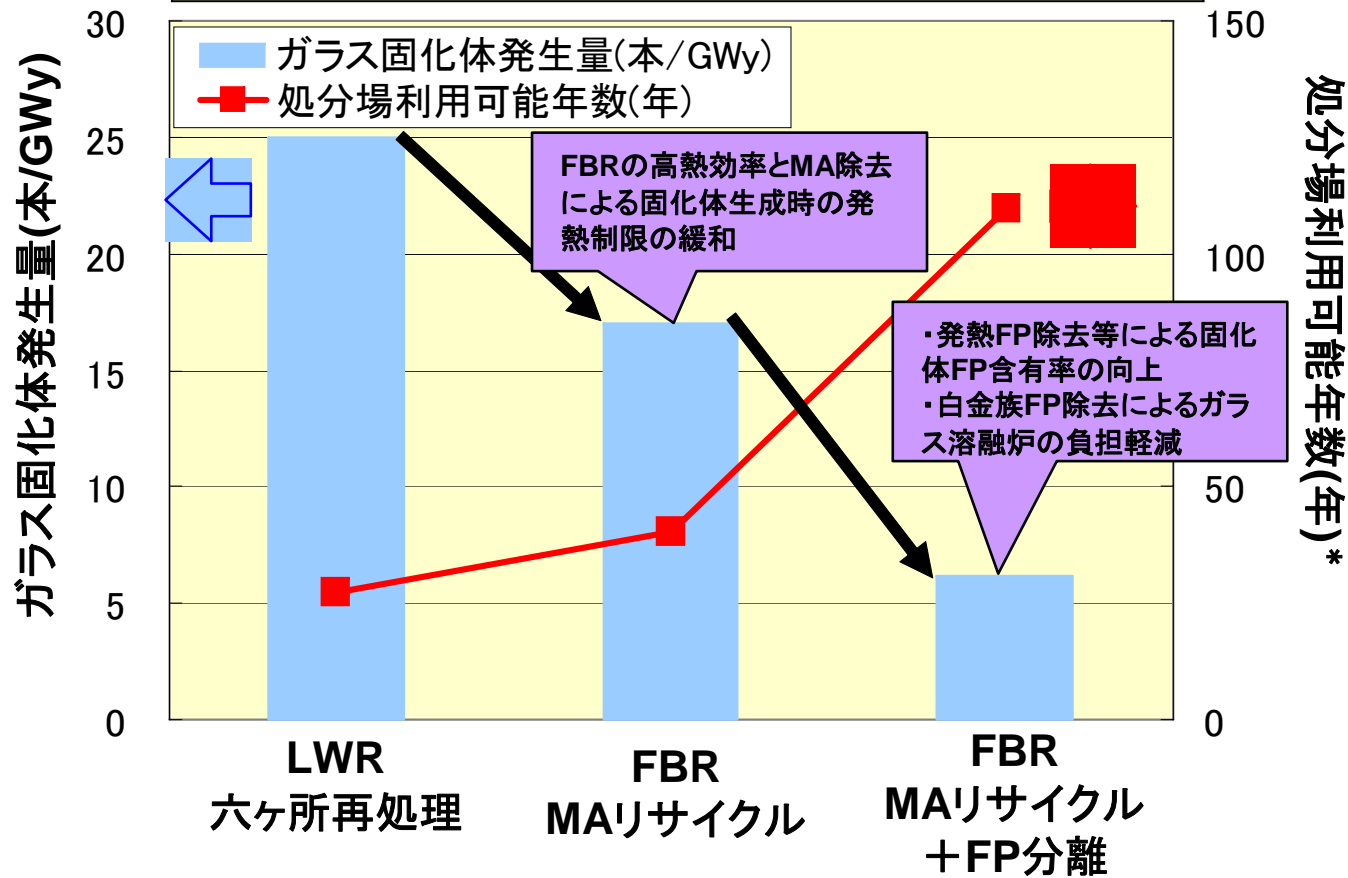 30
25
20
15
10
5
0
ガラス固化体発生量(本/GWy)
ガラス固化体発生量(本/GWy)
処分場利用可能年数(年)
FBRの高熱効率とMA除去
による固化体生成時の発
熱制限の緩和
・発熱FP除去等による固化
体FP含有率の向上
・白金族FP除去によるガラ
ス溶融炉の負担軽減
150
100
50
0
処分場利用可能年数(年)*
LWR
六ヶ所再処理
FBR
MAリサイクル
FBR
MAリサイクル
＋FP分離